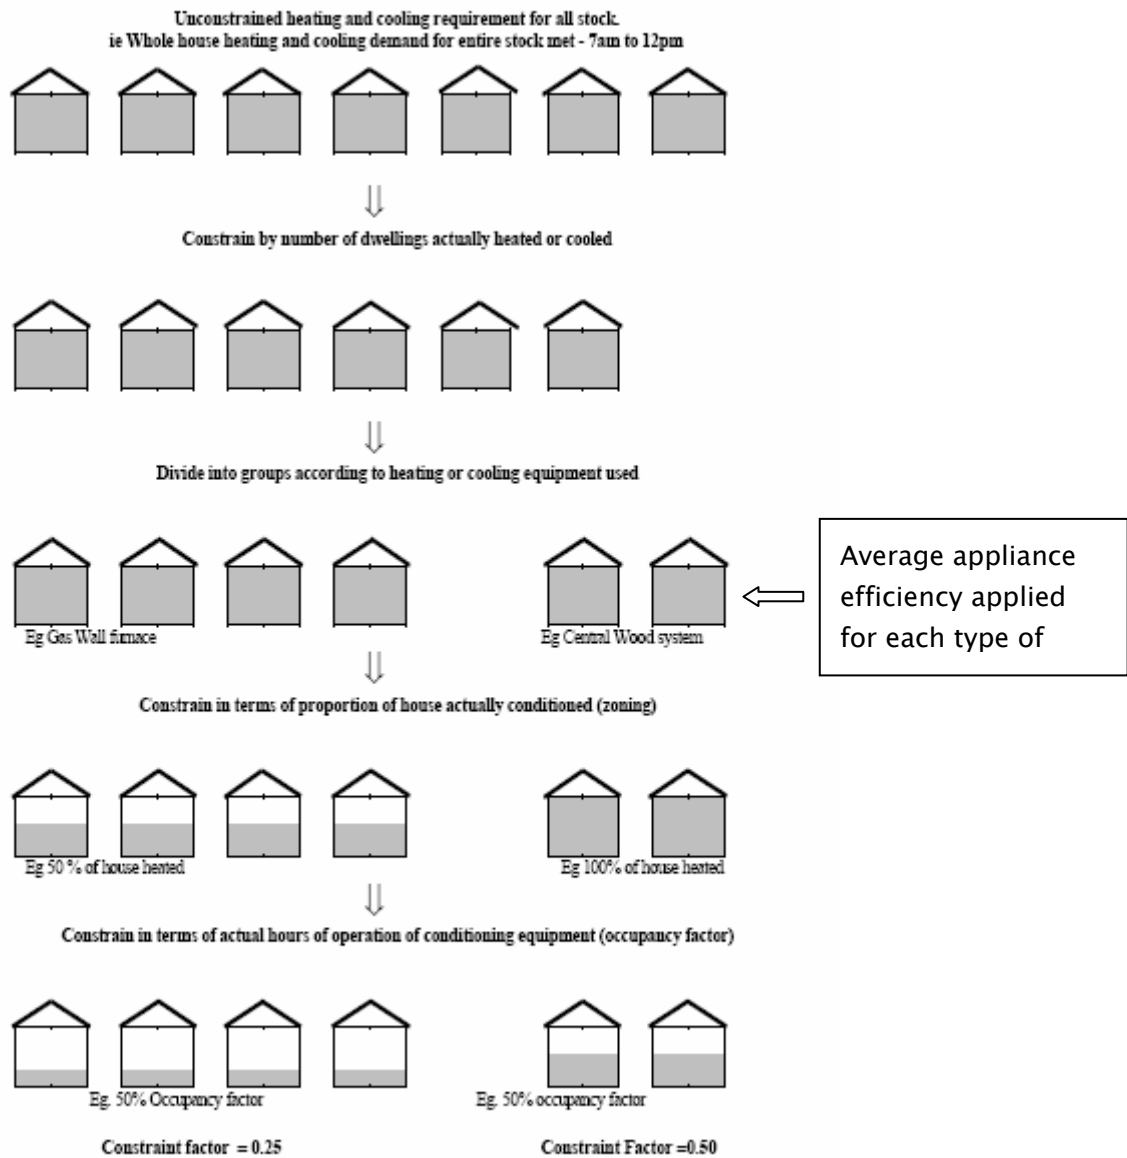 Unconstrained heating and cooling requirement for all stock.
ie Whole house heating and cooling demand for entire stock met - 7am to 12pm
Constrain by number of dwellings actually heated or cooled
Divide into groups according to heating or cooling equipment used
Eg Gas Wall furnace
Eg Central Wood system
Average appliance
efficiency applied
for each type of
Constrain in terms of proportion of house actually conditioned (zoning)
Eg 50 % of house heated
Eg 100% of house heated
Constrain in terms of actual hours of operation of conditioning equipment (occupancy factor)
Eg. 50% Occupancy factor
Eg. 50% occupancy factor
Constraint factor = 0.25
Constraint Factor =0.50